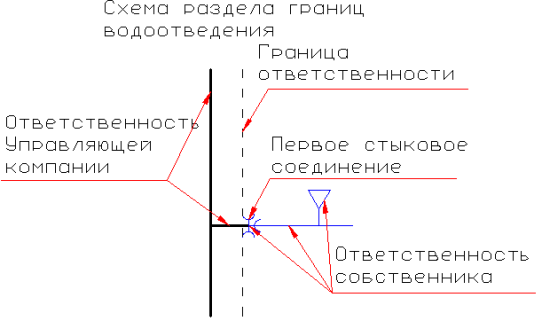 Схема раздела границ
водоотведения
Граница
ответственности
Ответственность
Управляющей
компании
Первое стыковое
соединение
Ответственность
собственника